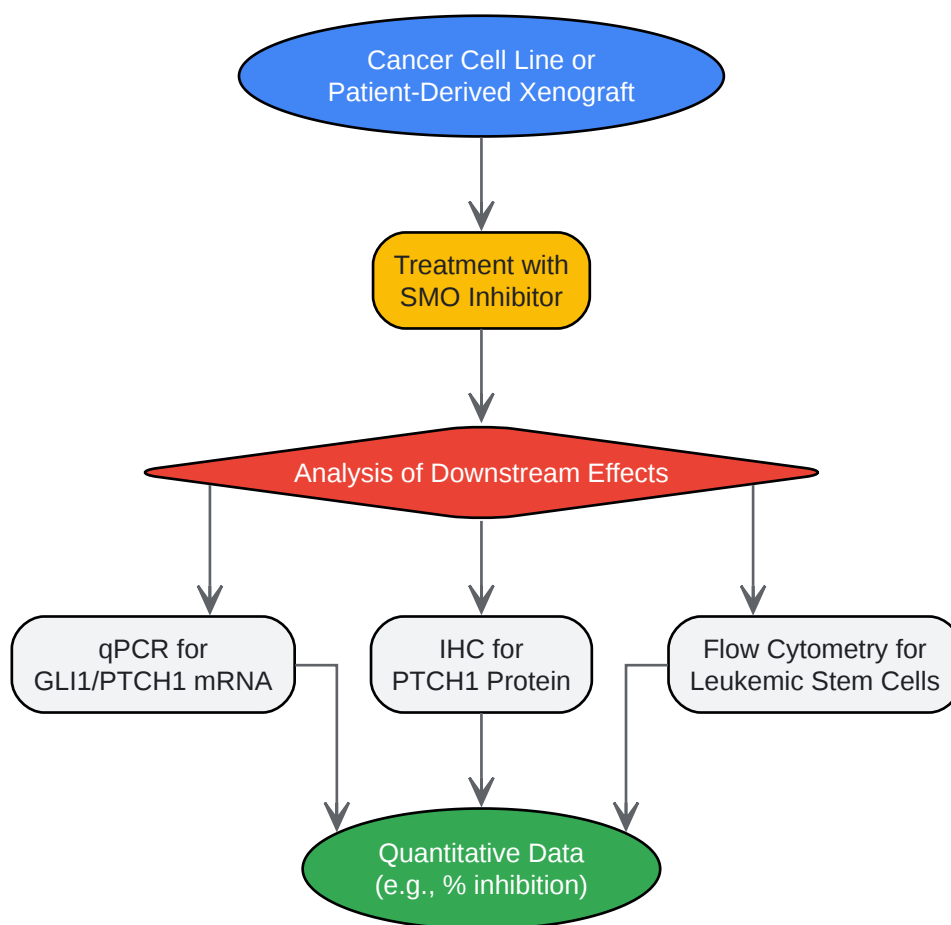 Cancer Cell Line or
Patient-Derived Xenograft
Treatment with
SMO Inhibitor
Analysis of Downstream Effects
qPCR for
GLI1/PTCH1 mRNA
IHC for
PTCH1 Protein
Flow Cytometry for
Leukemic Stem Cells
Quantitative Data
(e.g., % inhibition)